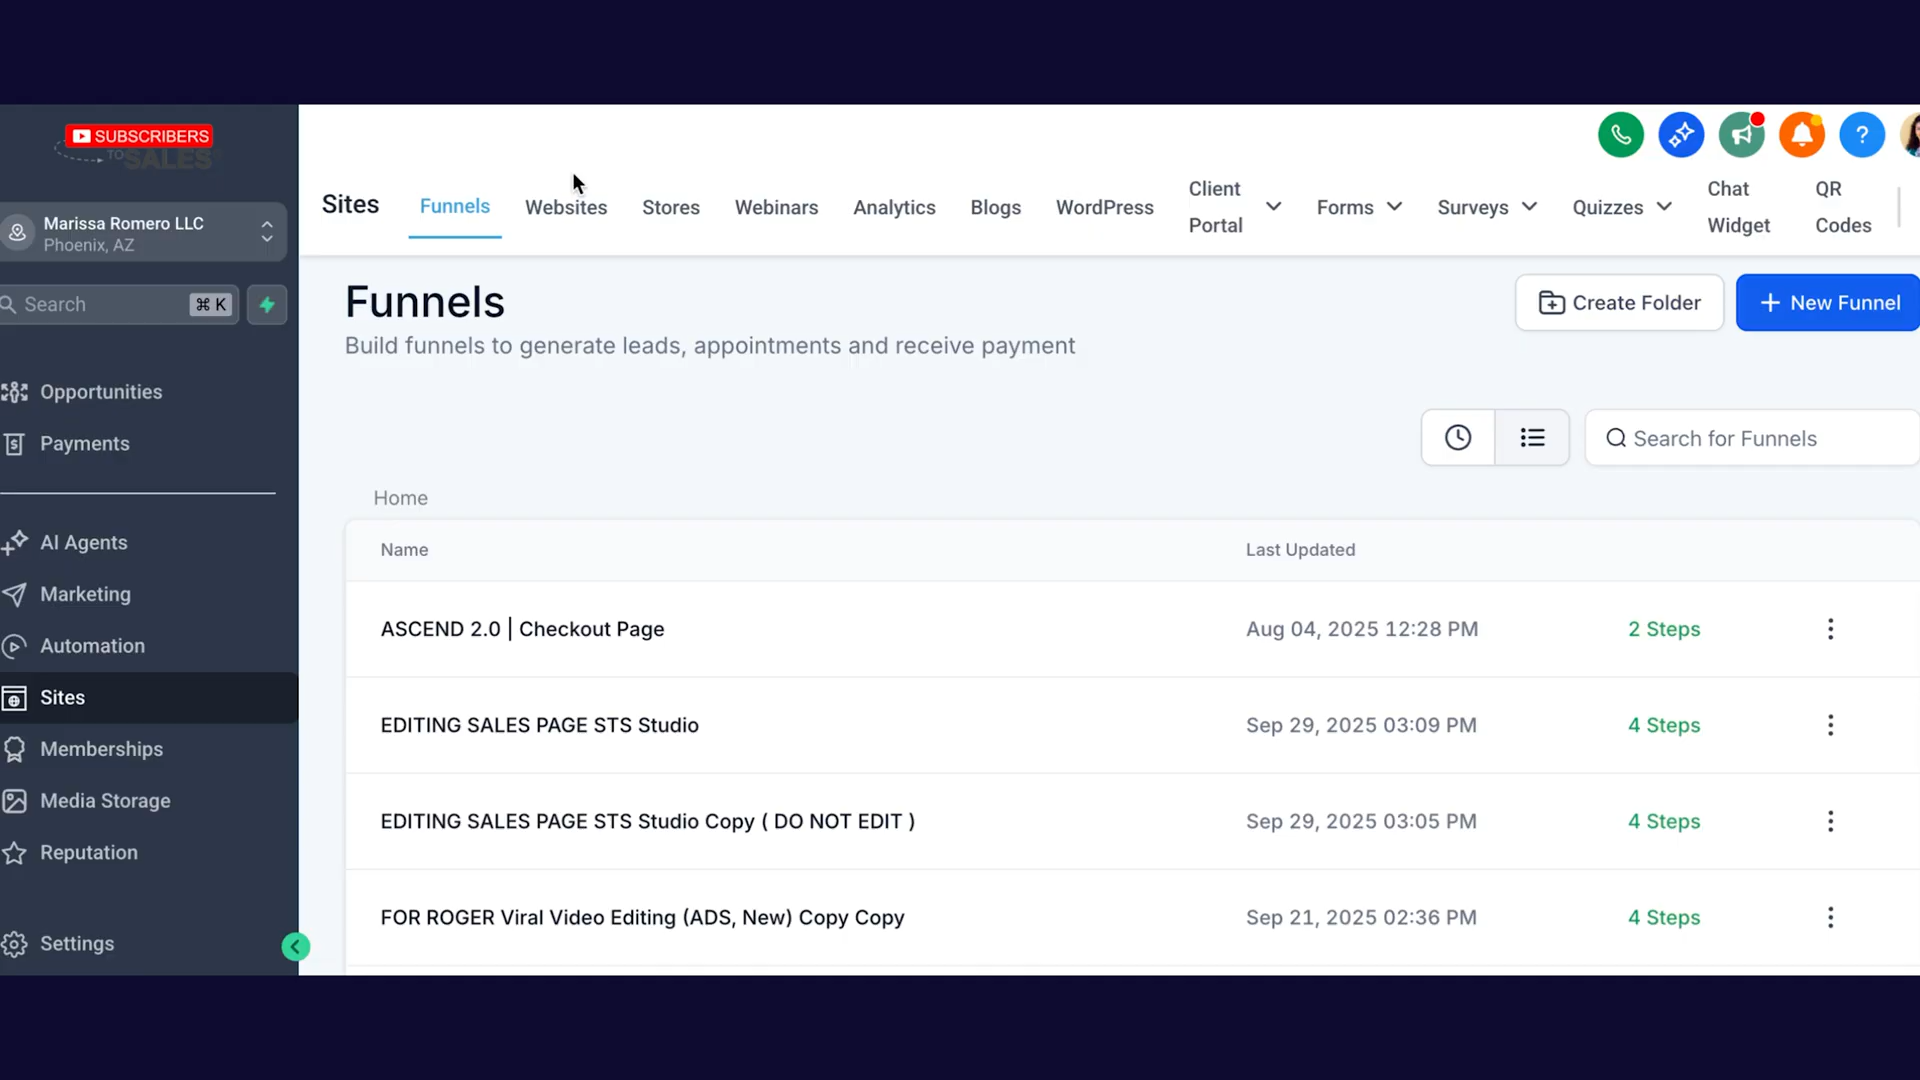 SUBSCRIBERS
TO SALES
Marissa Romero LLC
Phoenix, AZ
Search ⌘ K
Opportunities
Payments
AI Agents
Marketing
Automation
Sites
Memberships
Media Storage
Reputation
Settings
Sites Funnels Websites Stores Webinars Analytics Blogs WordPress Client Portal Forms Surveys Quizzes Chat Widget QR Codes
Funnels
Build funnels to generate leads, appointments and receive payment
Create Folder
+ New Funnel
Search for Funnels
Home
Name Last Updated
ASCEND 2.0 | Checkout Page Aug 04, 2025 12:28 PM 2 Steps
EDITING SALES PAGE STS Studio Sep 29, 2025 03:09 PM 4 Steps
EDITING SALES PAGE STS Studio Copy ( DO NOT EDIT ) Sep 29, 2025 03:05 PM 4 Steps
FOR ROGER Viral Video Editing (ADS, New) Copy Copy Sep 21, 2025 02:36 PM 4 Steps